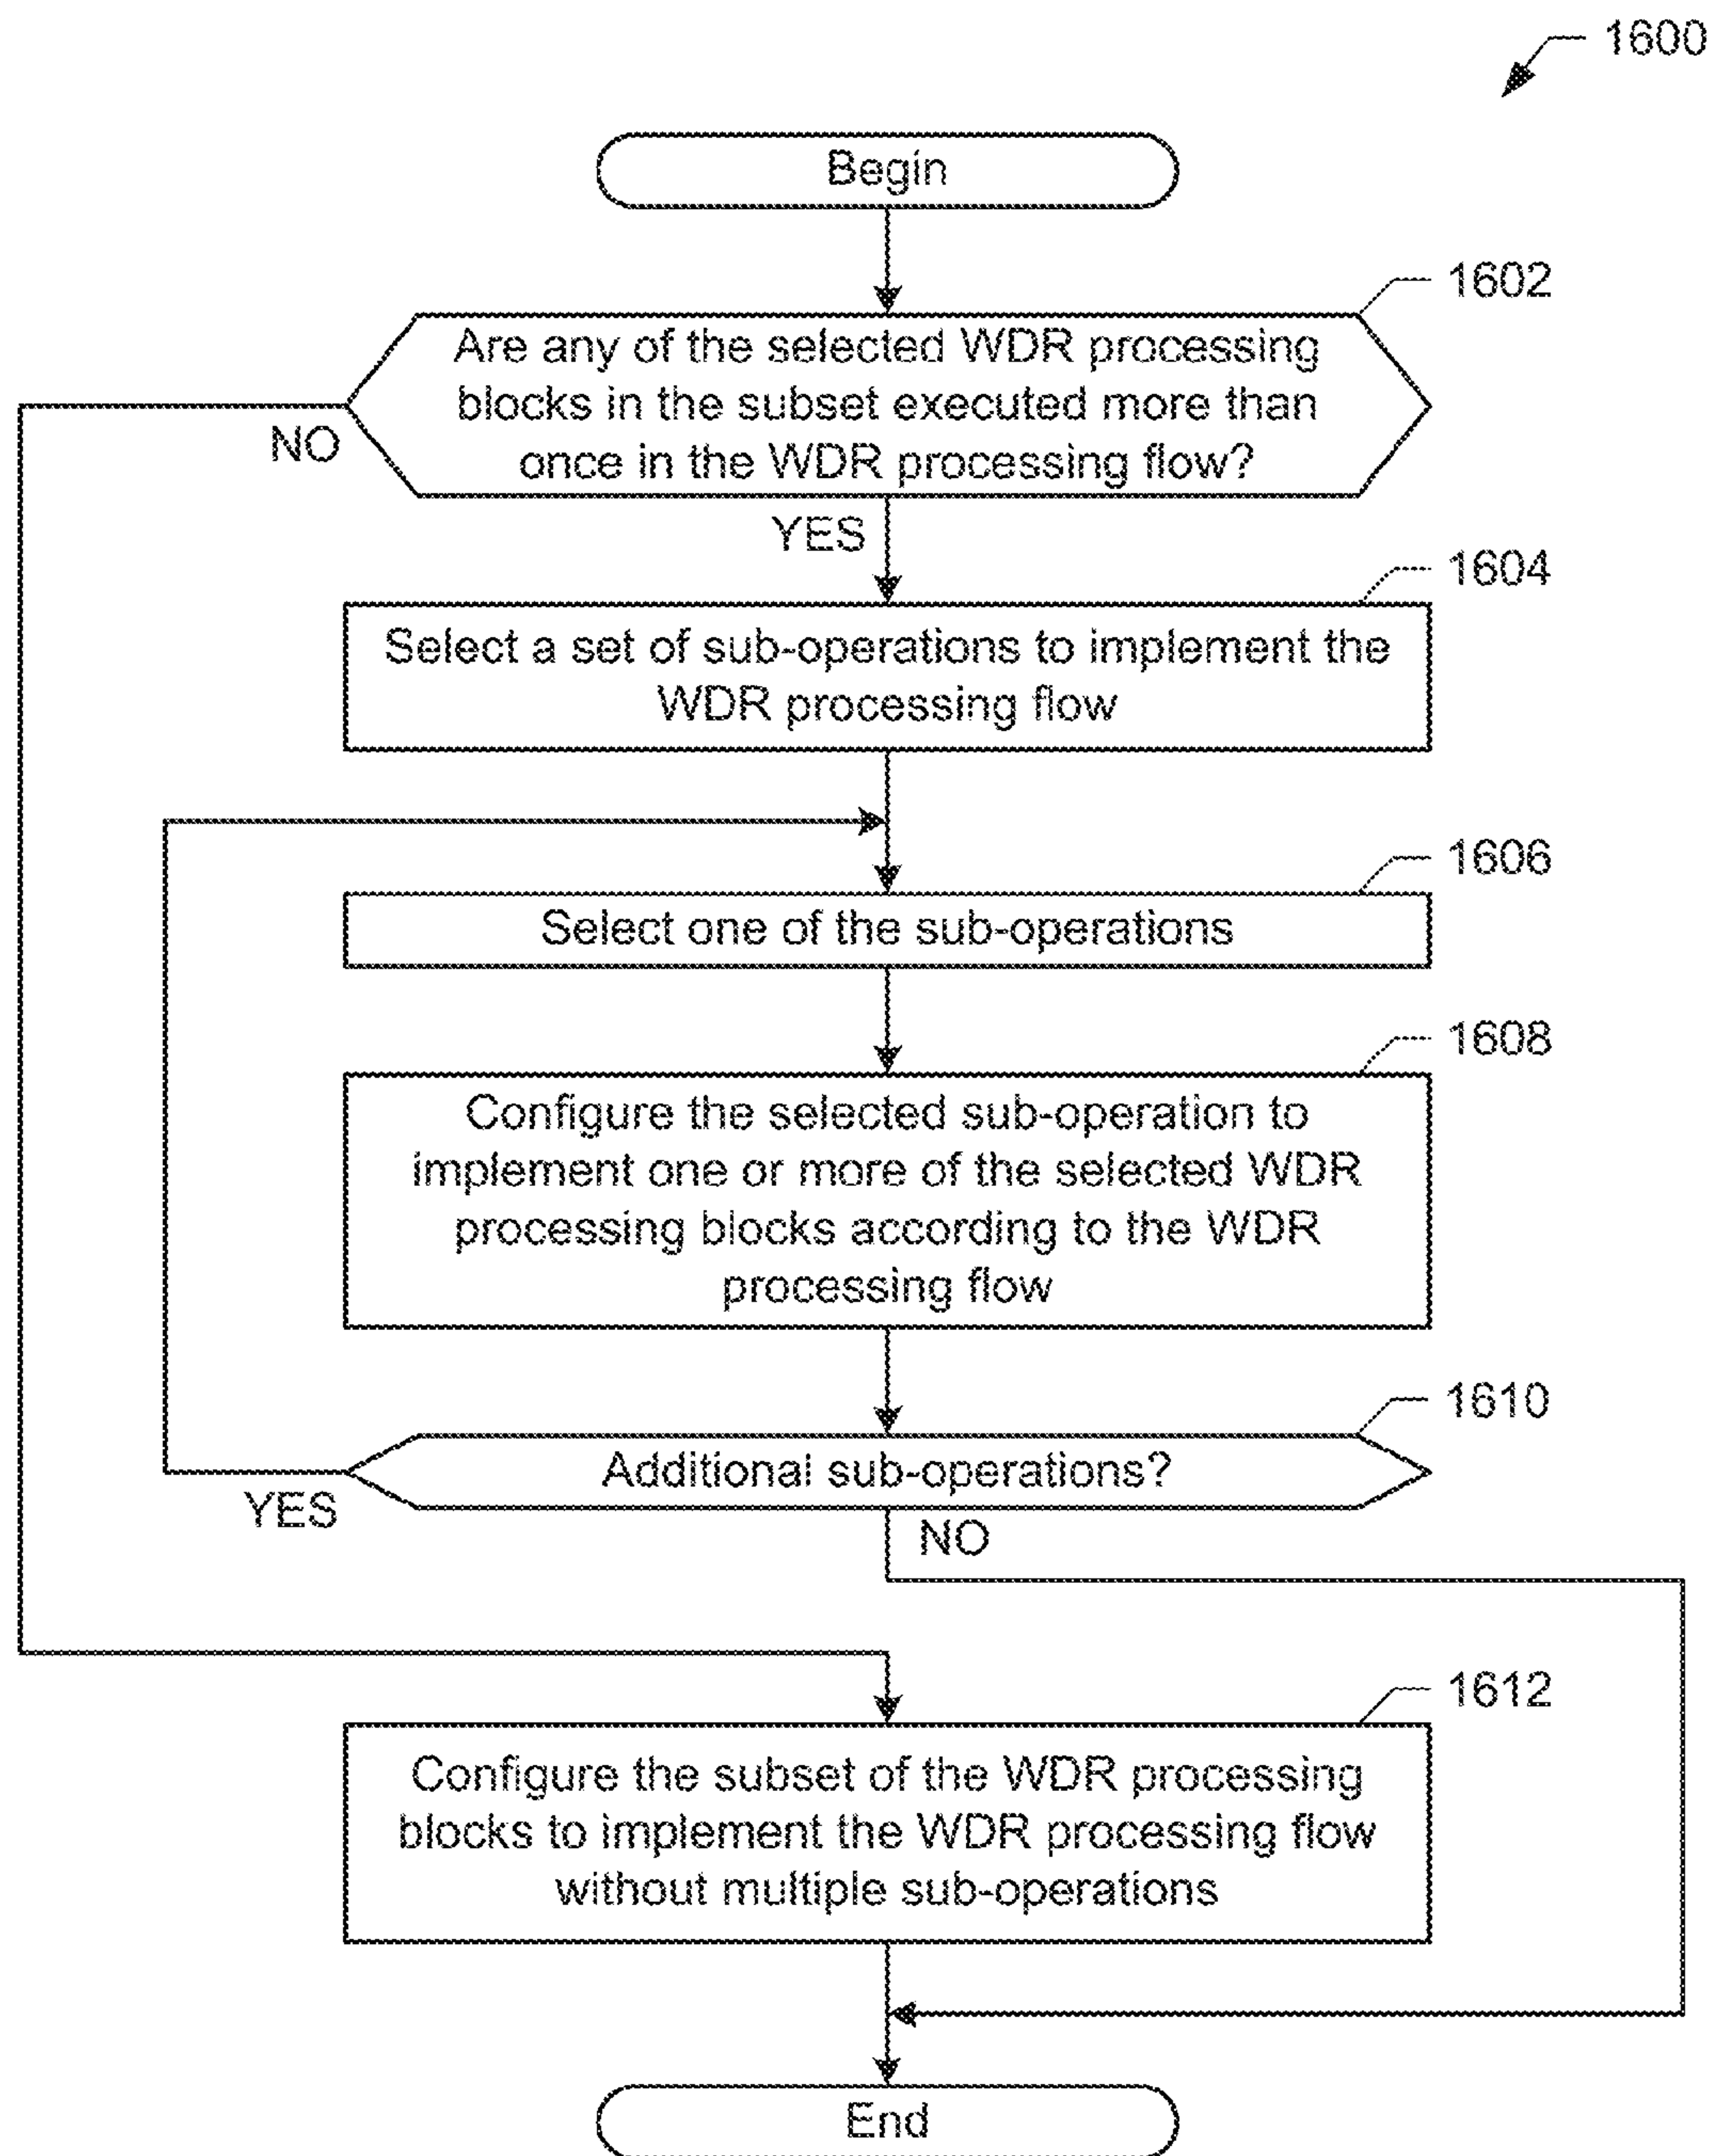 1600
Begin
1602
Are any of the selected WDR processing
blocks in the subset executed more than
once in the WDR processing flow?
NO
YES
1604
Select a set of sub-operations to implement the
WDR processing flow
1606
Select one of the sub-operations
1608
Configure the selected sub-operation to
implement one or more of the selected WDR
processing blocks according to the WDR
processing flow
1610
Additional sub-operations?
YES
NO
1612
Configure the subset of the WDR processing
blocks to implement the WDR processing flow
without multiple sub-operations
End